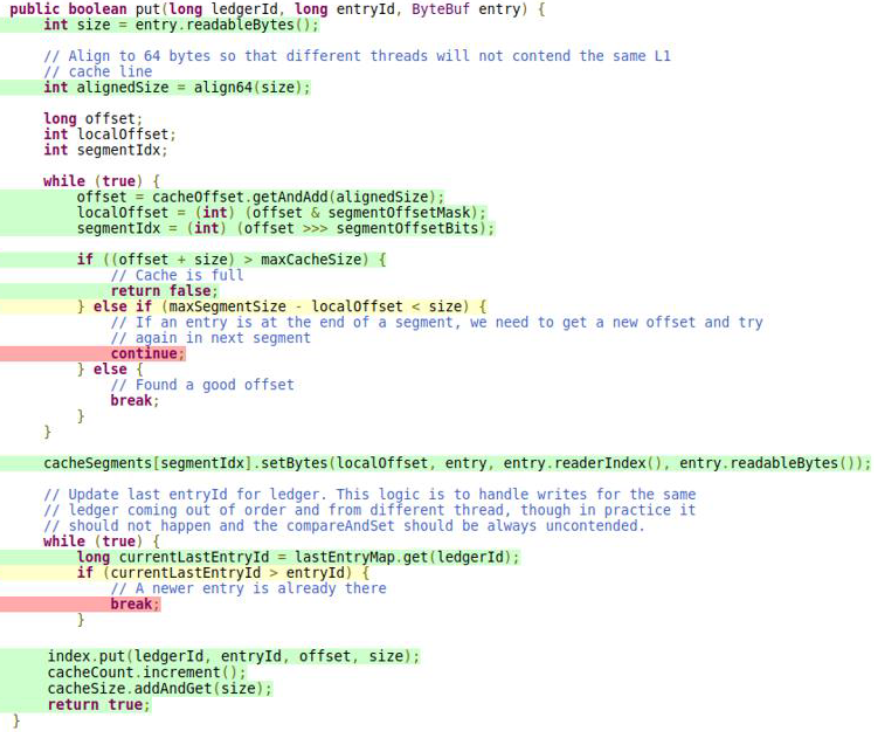 public boolean put(long ledgerId, long entryId, ByteBuf entry) {
int size = entry.readableBytes();
// Align to 64 bytes so that different threads will not contend the same L1
// cache line
int alignedSize = align64(size);
long offset;
int localOffset;
int segmentIdx;
while (true) {
offset = cacheOffset.getAndAdd(alignedSize);
localOffset = (int) (offset & segmentOffsetMask);
segmentIdx = (int) (offset >>> segmentOffsetBits);
if ((offset + size) > maxCacheSize) {
// Cache is full
return false;
} else if (maxSegmentSize - localOffset < size) {
// If an entry is at the end of a segment, we need to get a new offset and try
// again in next segment
continue;
} else {
// Found a good offset
break;
}
}
cacheSegments[segmentIdx].setBytes(localOffset, entry, entry.readerIndex(), entry.readableBytes());
// Update last entryId for ledger. This logic is to handle writes for the same
// ledger coming out of order and from different thread, though in practice it
// should not happen and the compareAndSet should be always uncontended.
while (true) {
long currentLastEntryId = lastEntryMap.get(ledgerId);
if (currentLastEntryId > entryId) {
// A newer entry is already there
break;
}
index.put(ledgerId, entryId, offset, size);
cacheCount.increment();
cacheSize.addAndGet(size);
return true;
}